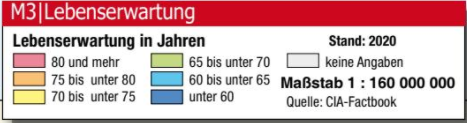 M3|Lebenserwartung
Lebenserwartung in Jahren
80 und mehr
75 bis unter 80
70 bis unter 75
65 bis unter 70
60 bis unter 65
unter 60
Stand: 2020
keine Angaben
Maßstab 1 : 160 000 000
Quelle: CIA-Factbook